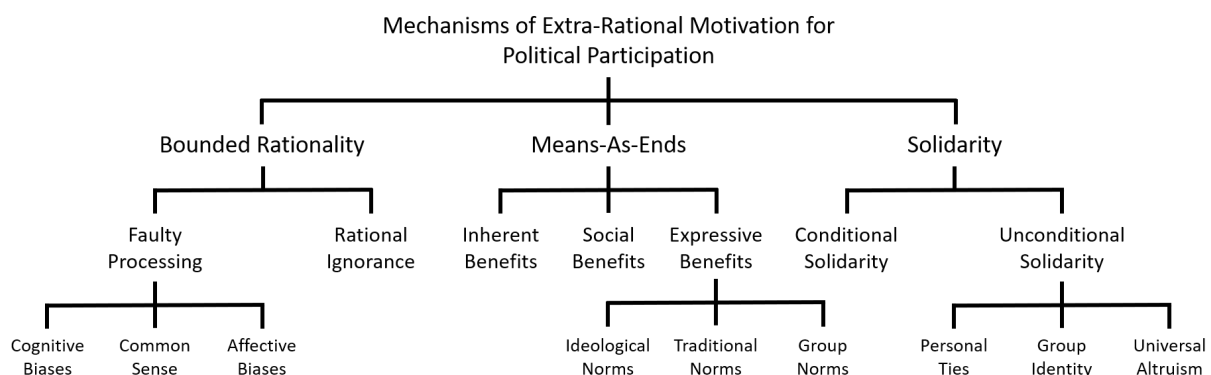 Mechanisms of Extra-Rational Motivation for
Political Participation
Bounded Rationality
Means-As-Ends
Solidarity
Faulty
Processing
Rational
Ignorance
Inherent
Benefits
Social
Benefits
Expressive
Benefits
Conditional
Solidarity
Unconditional
Solidarity
Cognitive
Biases
Common
Sense
Affective
Biases
Ideological
Norms
Traditional
Norms
Group
Norms
Personal
Ties
Group
Identity
Universal
Altruism